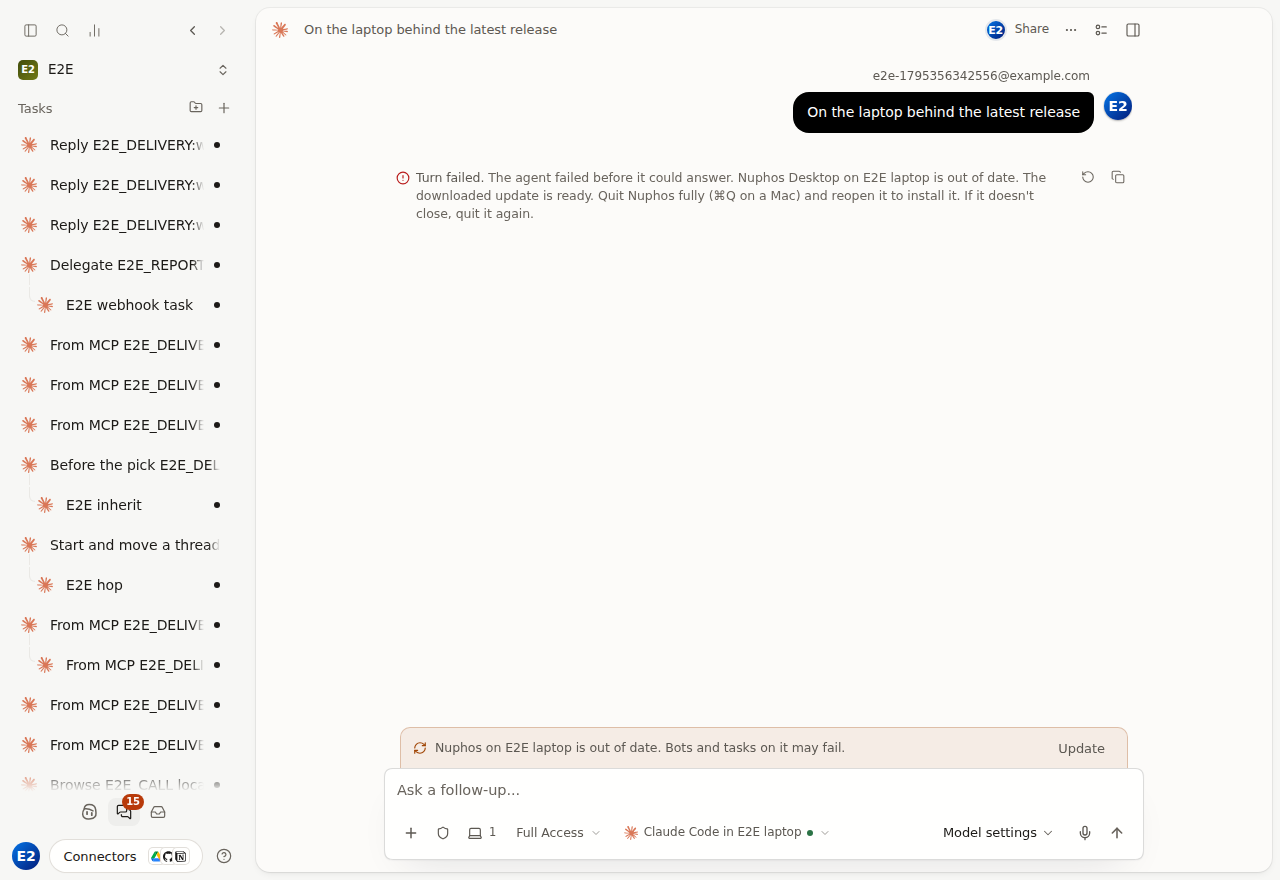 On the laptop behind the latest release
E2 Share
E2 E2E
Tasks
Reply E2E_DELIVERY:w
Reply E2E_DELIVERY:w
Reply E2E_DELIVERY:w
Delegate E2E_REPORT
E2E webhook task
From MCP E2E_DELIVE
From MCP E2E_DELIVE
From MCP E2E_DELIVE
Before the pick E2E_DEL
E2E inherit
Start and move a thread
E2E hop
From MCP E2E_DELIVE
From MCP E2E_DELI
From MCP E2E_DELIVE
From MCP E2E_DELIVE
Browse E2E_CALL loca
15
E2 Connectors
e2e-1795356342556@example.com
On the laptop behind the latest release
E2
Turn failed. The agent failed before it could answer. Nuphos Desktop on E2E laptop is out of date. The
downloaded update is ready. Quit Nuphos fully (⌘Q on a Mac) and reopen it to install it. If it doesn't
close, quit it again.
Nuphos on E2E laptop is out of date. Bots and tasks on it may fail. Update
Ask a follow-up...
1 Full Access Claude Code in E2E laptop Model settings